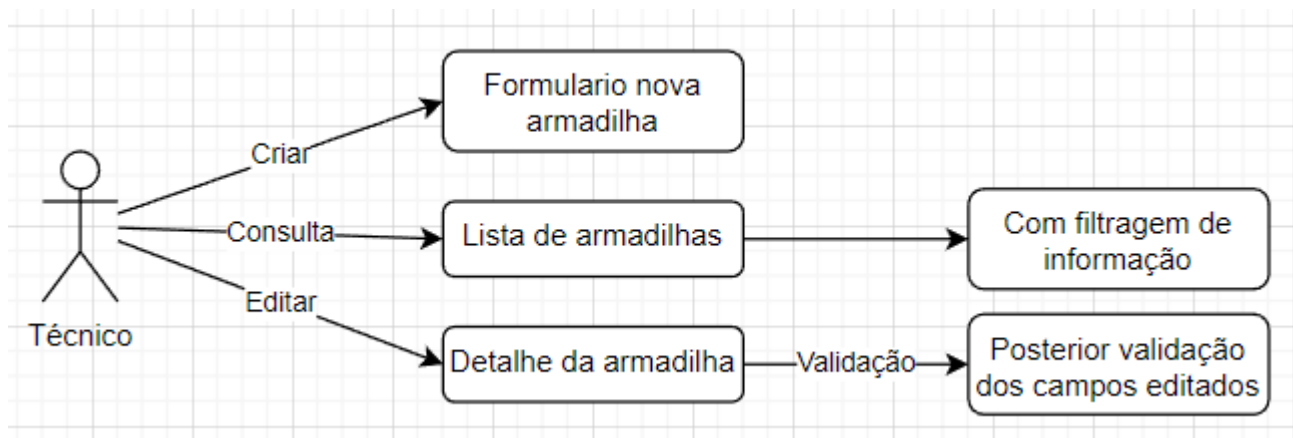 Formulario nova
armadilha
Criar
Consulta
Lista de armadilhas
Com filtragem de
informação
Editar
Técnico
Detalhe da armadilha
Validação
Posterior validação
dos campos editados